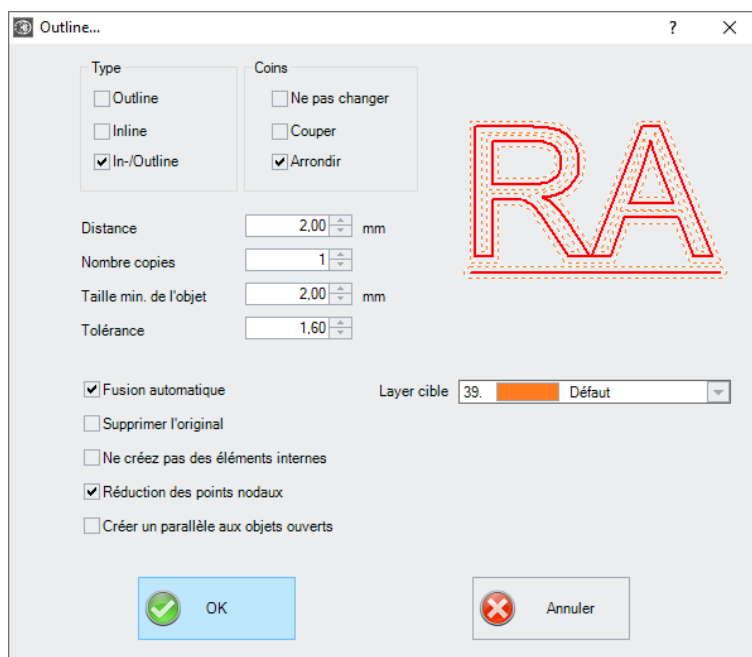 Outline...
?
Type
Outline
Inline
In-/Outline
Coins
Ne pas changer
Couper
Arrondir
RA
Distance 2,00 mm
Nombre copies 1
Taille min. de l'objet 2,00 mm
Tolérance 1,60
Fusion automatique
Layer cible 39. Défaut
Supprimer l'original
Ne créez pas des éléments internes
Réduction des points nodaux
Créer un parallèle aux objets ouverts
OK
Annuler